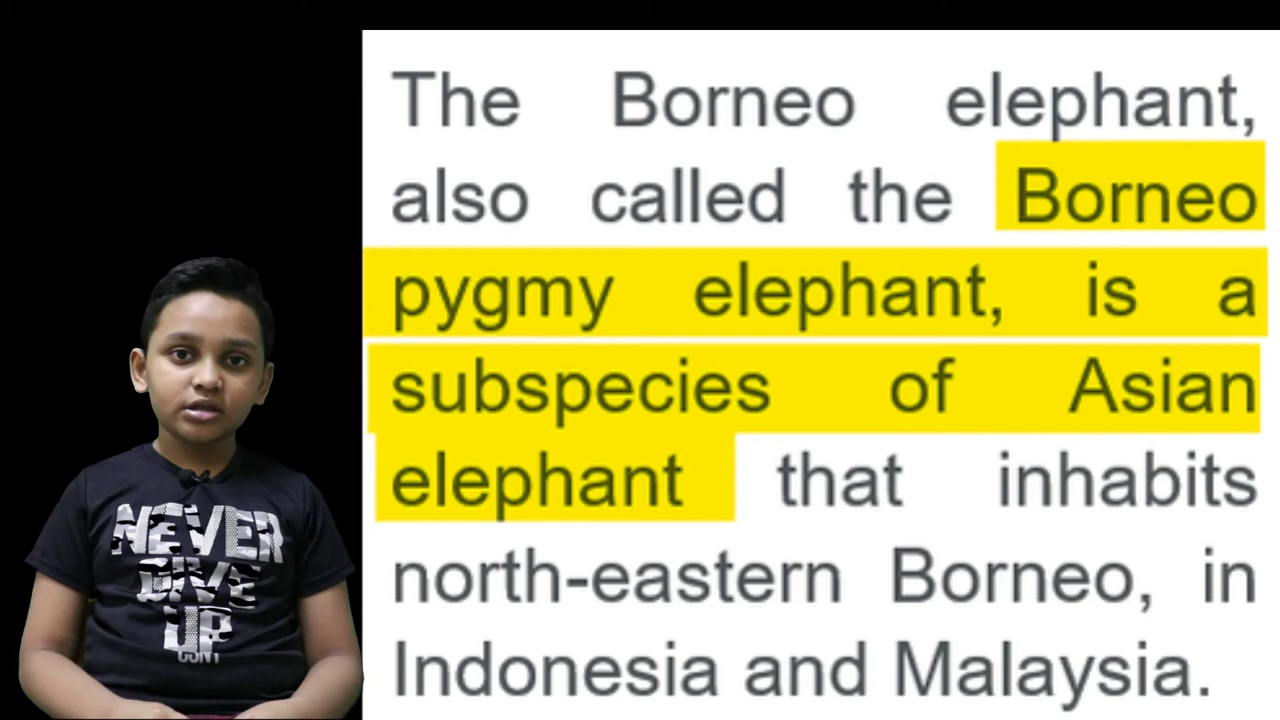 The Borneo elephant,
also called the Borneo
pygmy elephant, is a
subspecies of Asian
elephant that inhabits
north-eastern Borneo, in
Indonesia and Malaysia.
NEVER
GIVE
UP